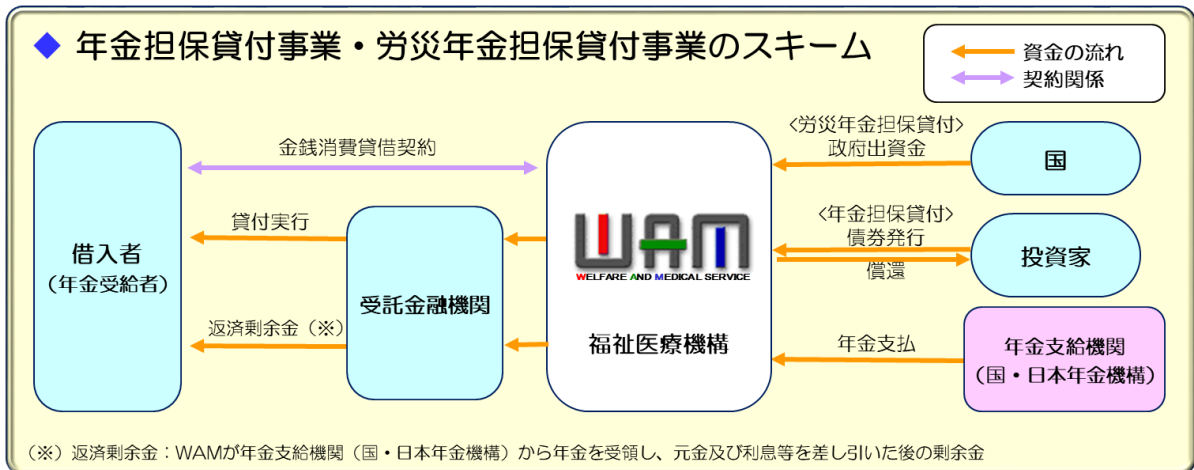 ◆ 年金担保貸付事業・労災年金担保貸付事業のスキーム
資金の流れ
契約関係
金銭消費貸借契約
<労災年金担保貸付>
政府出資金
国
貸付実行
<年金担保貸付>
債券発行
償還
投資家
借入者
(年金受給者)
受託金融機関
WAM
WELFARE AND MEDICAL SERVICE
福祉医療機構
返済剰余金(※)
年金支払
年金支給機関
(国・日本年金機構)
(※)返済剰余金:WAMが年金支給機関(国・日本年金機構)から年金を受領し、元金及び利息等を差し引いた後の剰余金